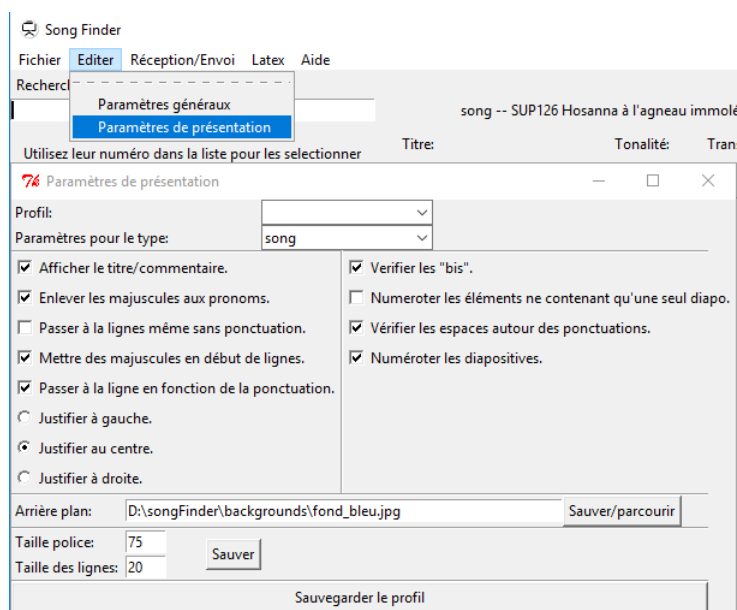 Song Finder
Fichier Editer Réception/Envoi Latex Aide
Paramètres généraux
song -- SUP126 Hosanna à l'agneau immolé
Paramètres de présentation
Titre: Tonalité:
Utilisez leur numéro dans la liste pour les selectionner
Paramètres de présentation
Profil:
Paramètres pour le type: song
Afficher le titre/commentaire. Verifier les "bis".
Enlever les majuscules aux pronoms. Numeroter les éléments ne contenant qu'une seul diapo.
Passer à la lignes même sans ponctuation. Vérifier les espaces autour des ponctuations.
Mettre des majuscules en début de lignes. Numéroter les diapositives.
Passer à la ligne en fonction de la ponctuation.
Justifier à gauche.
Justifier au centre.
Justifier à droite.
Arrière plan: D:\songFinder\backgrounds\fond_bleu.jpg Sauver/parcourir
Taille police: 75 Sauver
Taille des lignes: 20
Sauvegarder le profil